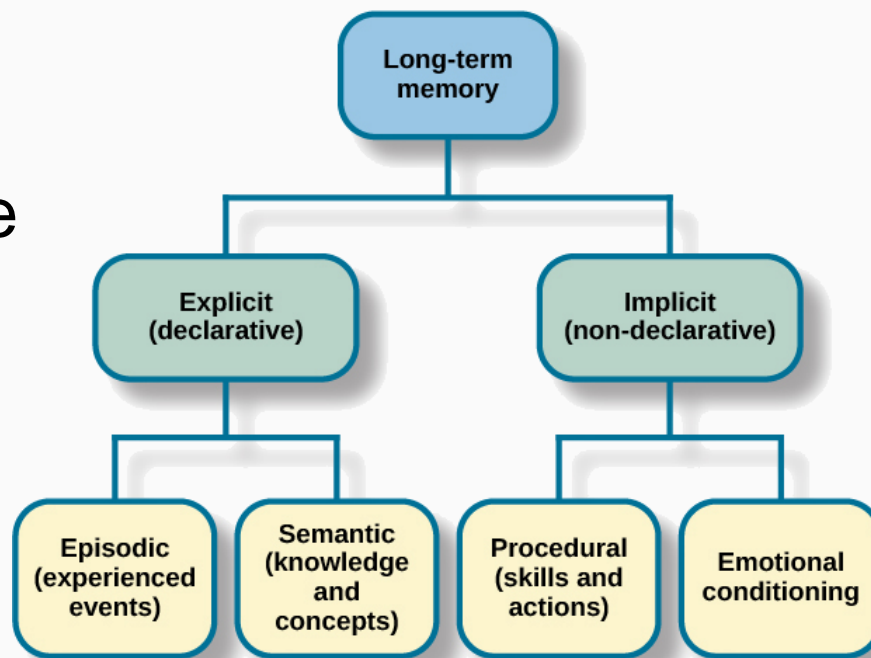 Long-term
memory
e
Explicit
(declarative)
Implicit
(non-declarative)
Episodic
(experienced
events)
Semantic
(knowledge
and
concepts)
Procedural
(skills and
actions)
Emotional
conditioning